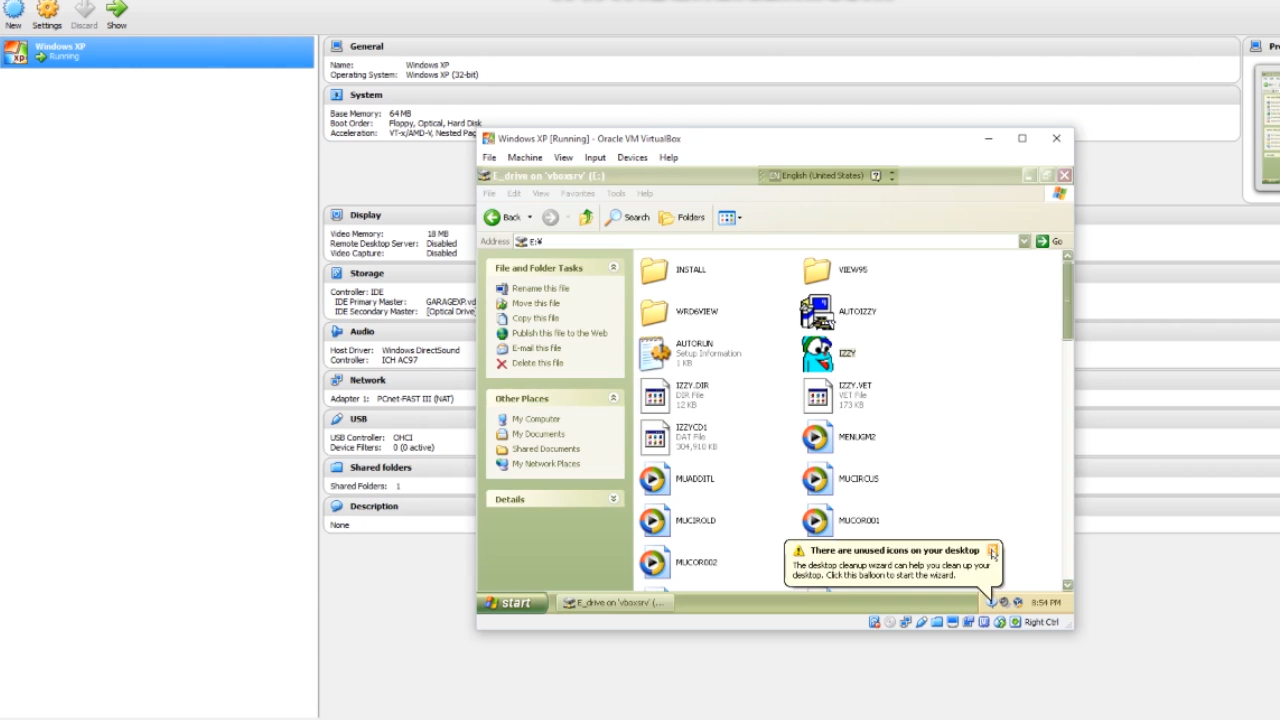 New
Settings
Discard
Show
Windows XP
Running
General
Name: Windows XP
Operating System: Windows XP (32-bit)
System
Base Memory: 64 MB
Boot Order: Floppy, Optical, Hard Disk
Acceleration: VT-x/AMD-V, Nested Pag
Display
Video Memory: 18 MB
Remote Desktop Server: Disabled
Video Capture: Disabled
Storage
Controller: IDE
IDE Primary Master: GARAGEXP.vd
IDE Secondary Master: [Optical Drive]
Audio
Host Driver: Windows DirectSound
Controller: ICH AC97
Network
Adapter 1: PCnet-FAST III (NAT)
USB
USB Controller: OHCI
Device Filters: 0 (0 active)
Shared folders
Shared Folders: 1
Description
None
Pre
Windows XP [Running] - Oracle VM VirtualBox
File Machine View Input Devices Help
E_drive on 'vboxsrv' (E:)
EN English (United States)
File Edit View Favorites Tools Help
Back Search Folders
Address E:¥ Go
File and Folder Tasks
Rename this file
Move this file
Copy this file
Publish this file to the Web
E-mail this file
Delete this file
Other Places
My Computer
My Documents
Shared Documents
My Network Places
Details
INSTALL
VIEW95
WRD6VIEW
AUTOIZZY
AUTORUN
Setup Information
1 KB
IZZY
IZZY.DIR
DIR File
12 KB
IZZY.VET
VET File
173 KB
IZZYCD1
DAT File
304,910 KB
MENUGM2
MUADDITL
MUCIRCUS
MUCIROLD
MUCOR001
MUCOR002
There are unused icons on your desktop
The desktop cleanup wizard can help you clean up your
desktop. Click this balloon to start the wizard.
start
E_drive on 'vboxsrv' (...
8:54 PM
Right Ctrl